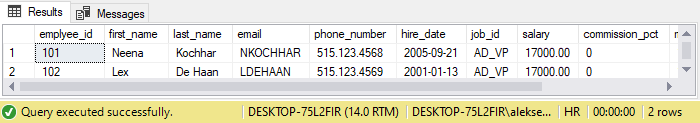 Results Messages
emplyee_id first_name last_name email phone_number hire_date job_id salary commission_pct
1 101 Neena Kochhar NKOCHHAR 515.123.4568 2005-09-21 AD_VP 17000.00 0
2 102 Lex De Haan LDEHAAN 515.123.4569 2001-01-13 AD_VP 17000.00 0
Query executed successfully. DESKTOP-75L2FIR (14.0 RTM) DESKTOP-75L2FIR\alekse... HR 00:00:00 2 rows